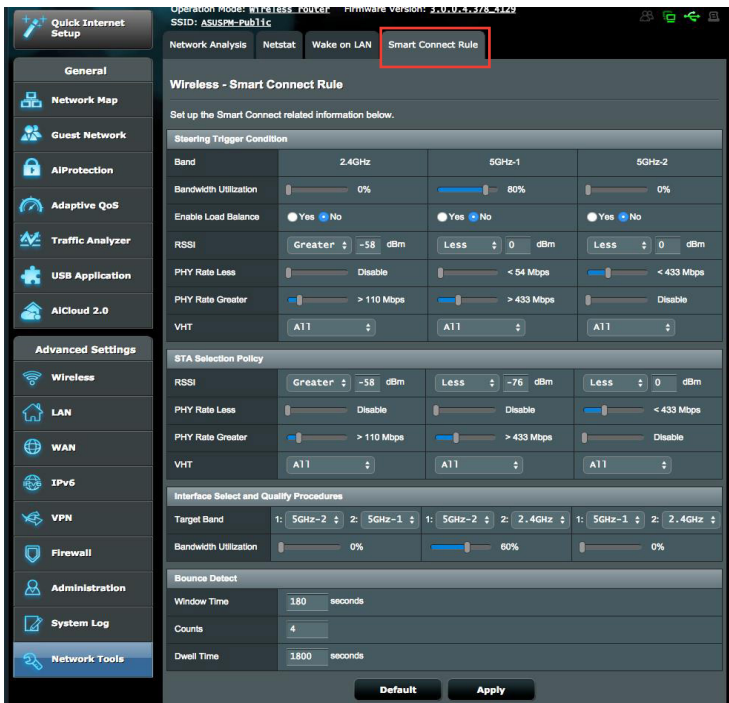 Operation Mode: Wireless router Firmware Version: 3.0.0.4.378_4129
SSID: ASUSPM-Public
Quick Internet
Setup
General
Network Map
Guest Network
AiProtection
Adaptive QoS
Traffic Analyzer
USB Application
AiCloud 2.0
Advanced Settings
Wireless
LAN
WAN
IPv6
VPN
Firewall
Administration
System Log
Network Tools
Network Analysis Netstat Wake on LAN Smart Connect Rule
Wireless - Smart Connect Rule
Set up the Smart Connect related information below.
Steering Trigger Condition
Band 2.4GHz 5GHz-1 5GHz-2
Bandwidth Utilization 0% 80% 0%
Enable Load Balance Yes No Yes No Yes No
RSSI Greater -58 dBm Less 0 dBm Less 0 dBm
PHY Rate Less Disable < 54 Mbps < 433 Mbps
PHY Rate Greater > 110 Mbps > 433 Mbps Disable
VHT All All All
STA Selection Policy
RSSI Greater -58 dBm Less -76 dBm Less 0 dBm
PHY Rate Less Disable Disable < 433 Mbps
PHY Rate Greater > 110 Mbps > 433 Mbps Disable
VHT All All All
Interface Select and Qualify Procedures
Target Band 1: 5GHz-2 2: 5GHz-1 1: 5GHz-2 2: 2.4GHz 1: 5GHz-1 2: 2.4GHz
Bandwidth Utilization 0% 60% 0%
Bounce Detect
Window Time 180 seconds
Counts 4
Dwell Time 1800 seconds
Default Apply